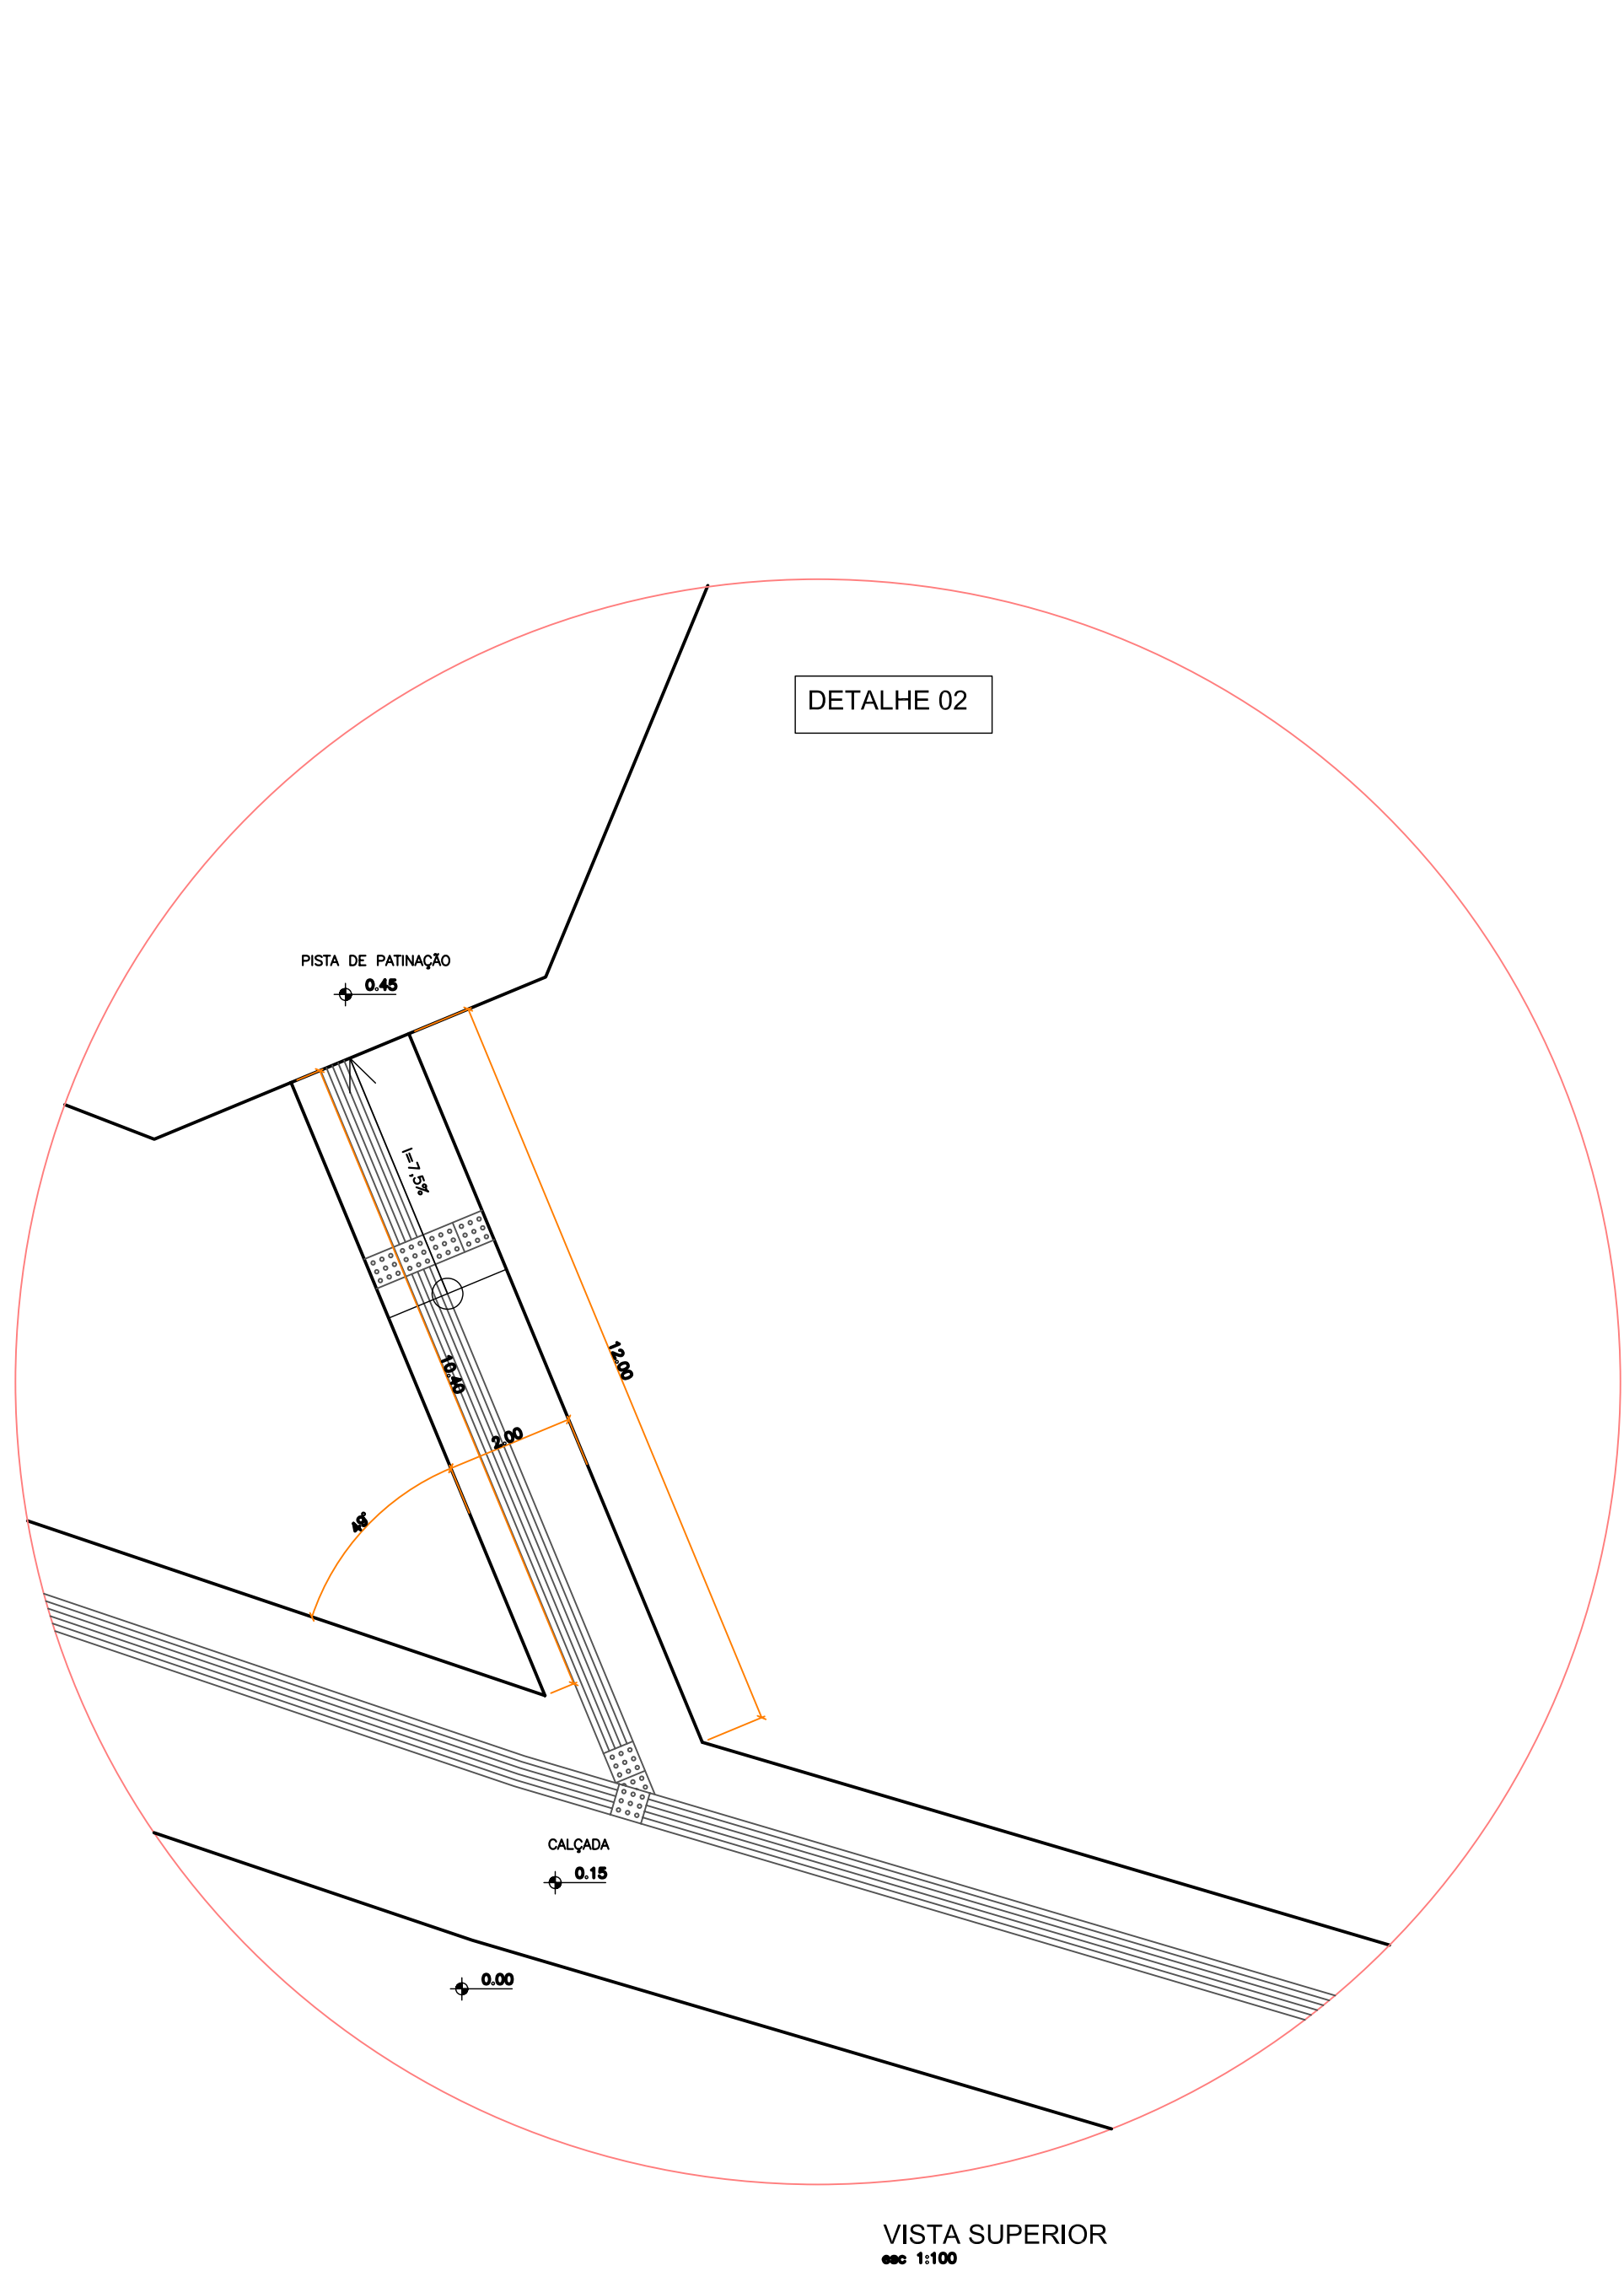 DETALHE 02
PISTA DE PATINAÇÃO
0.45
I=7,5%
10.40
12.00
2.00
49°
CALÇADA
0.15
0.00
VISTA SUPERIOR
esc 1:100